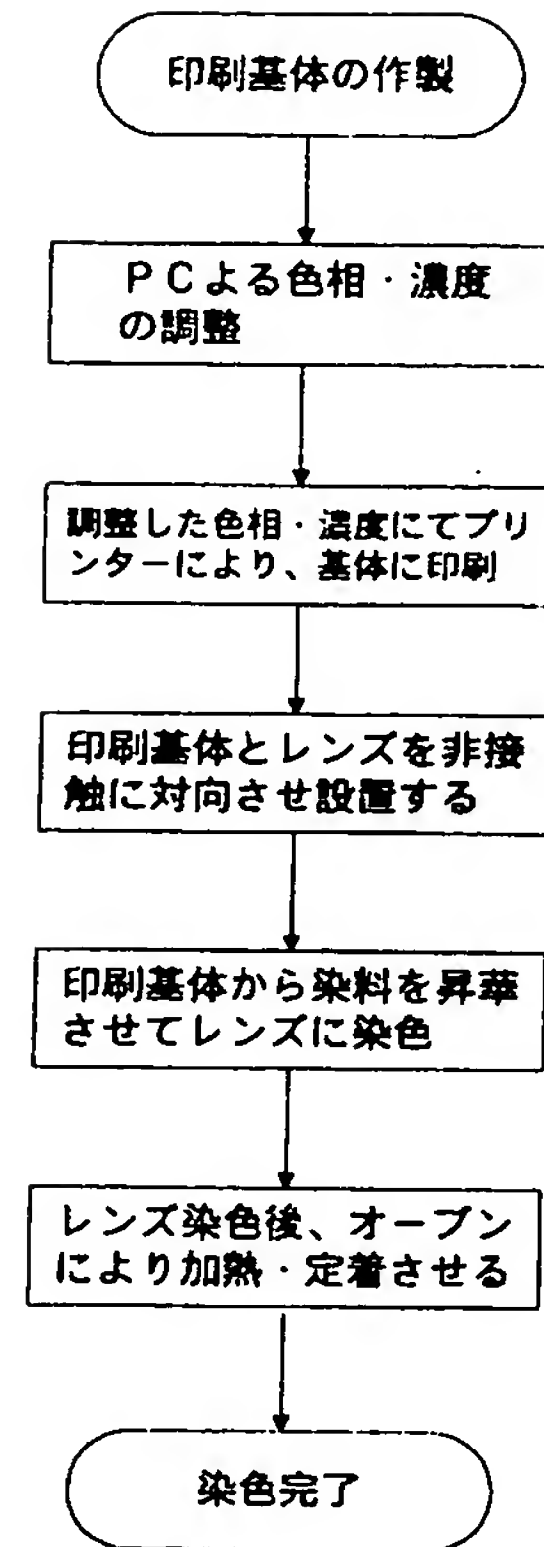 印刷基体の作製
ＰＣよる色相・濃度
の調整
調整した色相・濃度にてプリ
ンターにより、基体に印刷
印刷基体とレンズを非接
触に対向させ設置する
印刷基体から染料を昇華
させてレンズに染色
レンズ染色後、オーブン
により加熱・定着させる
染色完了